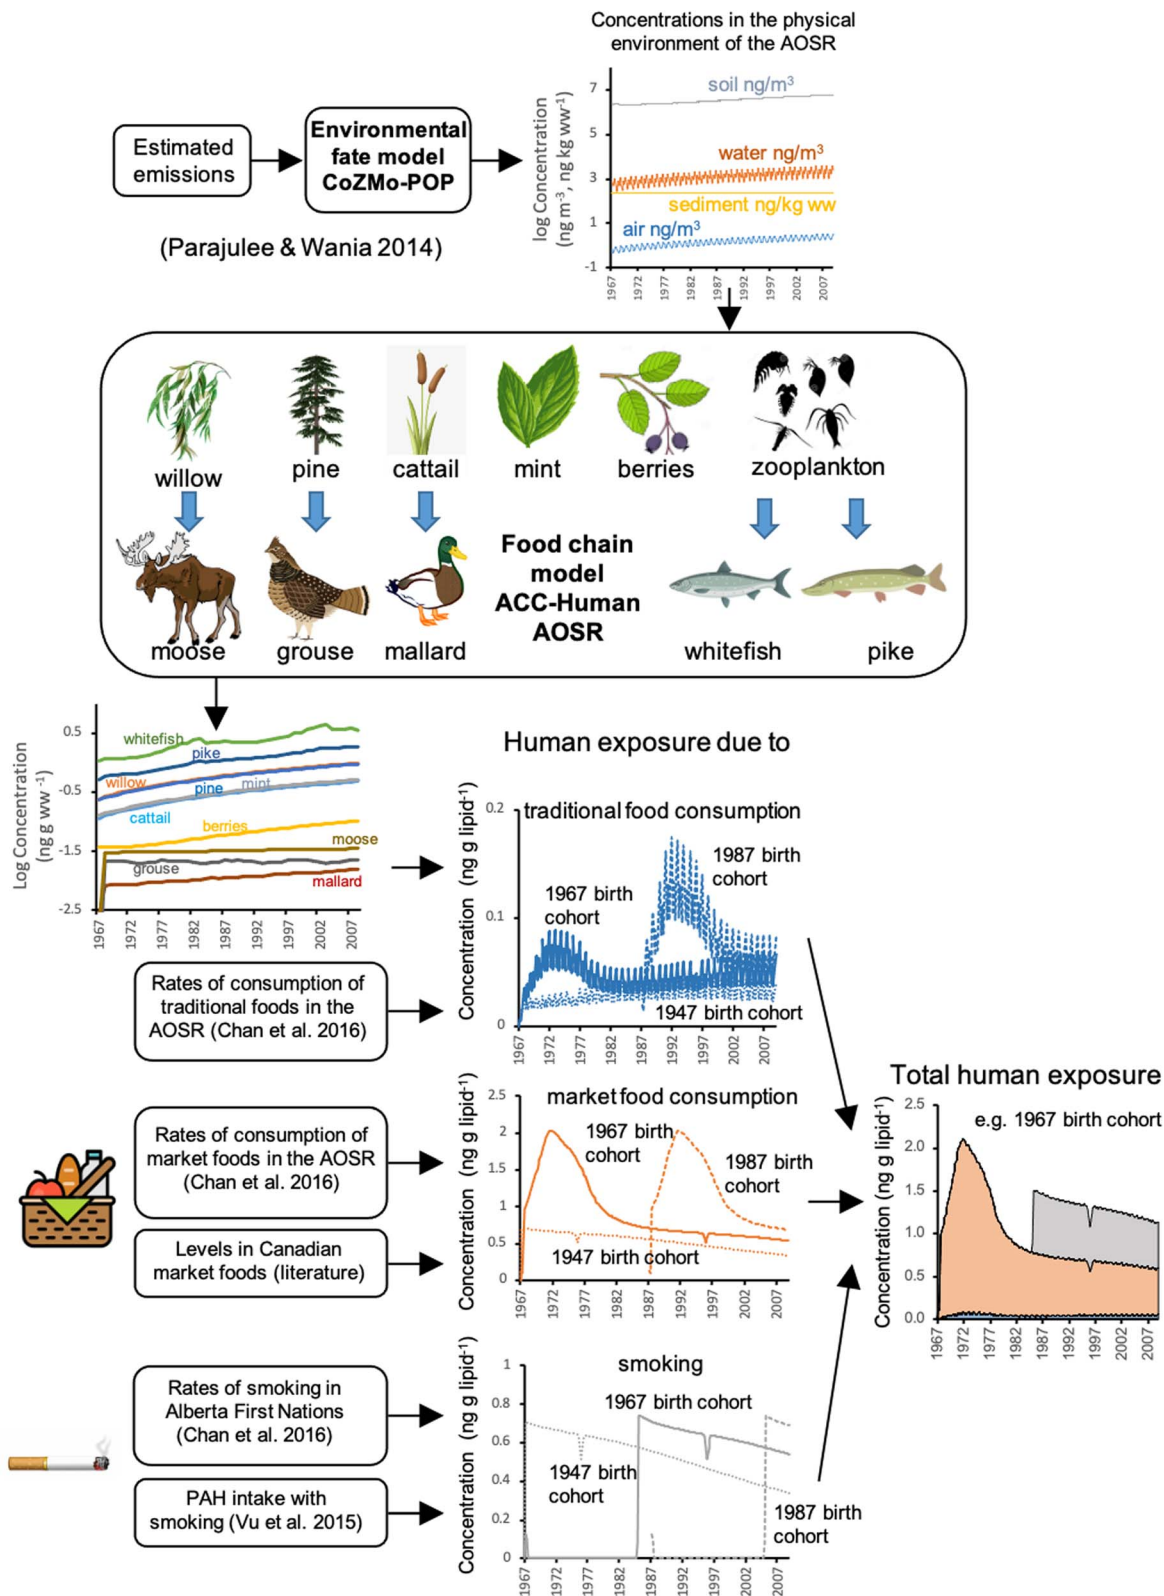 Concentrations in the physical
environment of the AOSR
Estimated
emissions
Environmental
fate model
CoZMo-POP
(Parajulee & Wania 2014)
log Concentration
(ng m-3, ng kg ww-1)
7
5
3
1
-1
soil ng/m3
water ng/m3
sediment ng/kg ww
air ng/m3
1967
1972
1977
1982
1987
1992
1997
2002
2007
willow
pine
cattail
mint
berries
zooplankton
Food chain
model
ACC-Human
AOSR
moose
grouse
mallard
whitefish
pike
Log Concentration
(ng g ww -1)
0.5
-0.5
-1.5
-2.5
whitefish
pike
willow
pine
mint
cattail
berries
moose
grouse
mallard
1967
1972
1977
1982
1987
1992
1997
2002
2007
Human exposure due to
traditional food consumption
Concentration (ng g lipid-1)
0.2
0.1
0
1967 birth
cohort
1987 birth
cohort
1947 birth cohort
1967
1972
1977
1982
1987
1992
1997
2002
2007
Rates of consumption of
traditional foods in the
AOSR (Chan et al. 2016)
market food consumption
Concentration (ng g lipid-1)
2.5
2
1.5
1
0.5
0
1967 birth
cohort
1987 birth
cohort
1947 birth cohort
1967
1972
1977
1982
1987
1992
1997
2002
2007
Rates of consumption of
market foods in the AOSR
(Chan et al. 2016)
Levels in Canadian
market foods (literature)
Total human exposure
e.g. 1967 birth cohort
Concentration (ng g lipid-1)
2.5
2.0
1.5
1.0
0.5
0.0
1967
1972
1977
1982
1987
1992
1997
2002
2007
smoking
Concentration (ng g lipid-1)
1
0.8
0.6
0.4
0.2
0
1967 birth cohort
1947 birth
cohort
1987 birth
cohort
1967
1972
1977
1982
1987
1992
1997
2002
2007
Rates of smoking in
Alberta First Nations
(Chan et al. 2016)
PAH intake with
smoking (Vu et al. 2015)